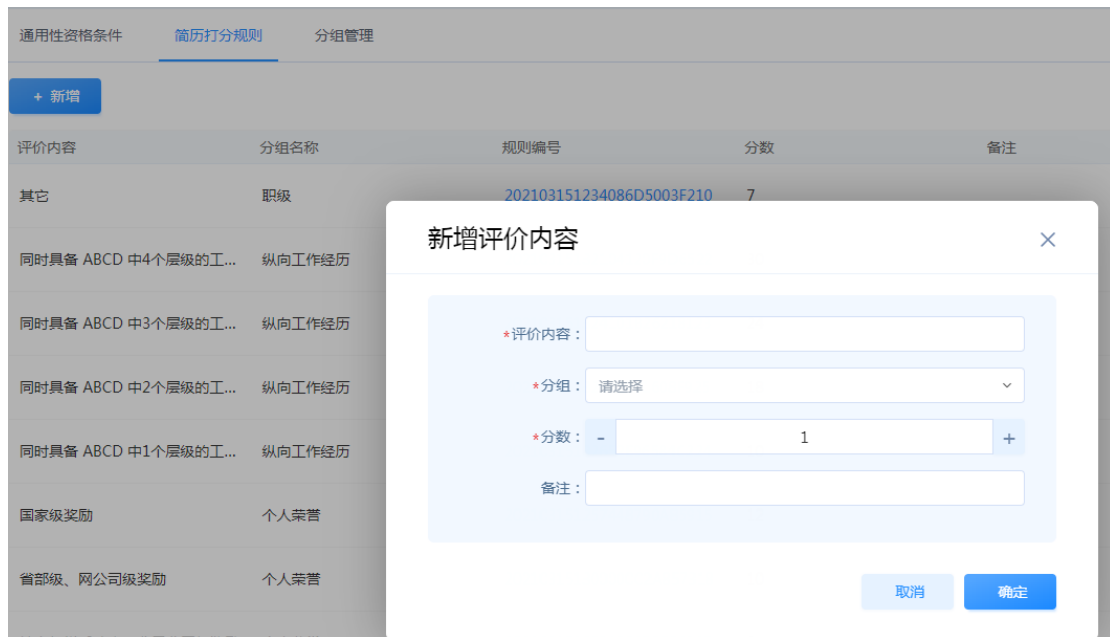 通用性资格条件 简历打分规则 分组管理
+ 新增
评价内容 分组名称 规则编号 分数 备注
其它 职级 202103151234086D5003F210 7
新增评价内容
同时具备 ABCD 中4个层级的工... 纵向工作经历
同时具备 ABCD 中3个层级的工... 纵向工作经历
*评价内容：
同时具备 ABCD 中2个层级的工... 纵向工作经历
*分组： 请选择
*分数： - 1 +
同时具备 ABCD 中1个层级的工... 纵向工作经历
备注：
国家级奖励 个人荣誉
省部级、网公司级奖励 个人荣誉
取消 确定